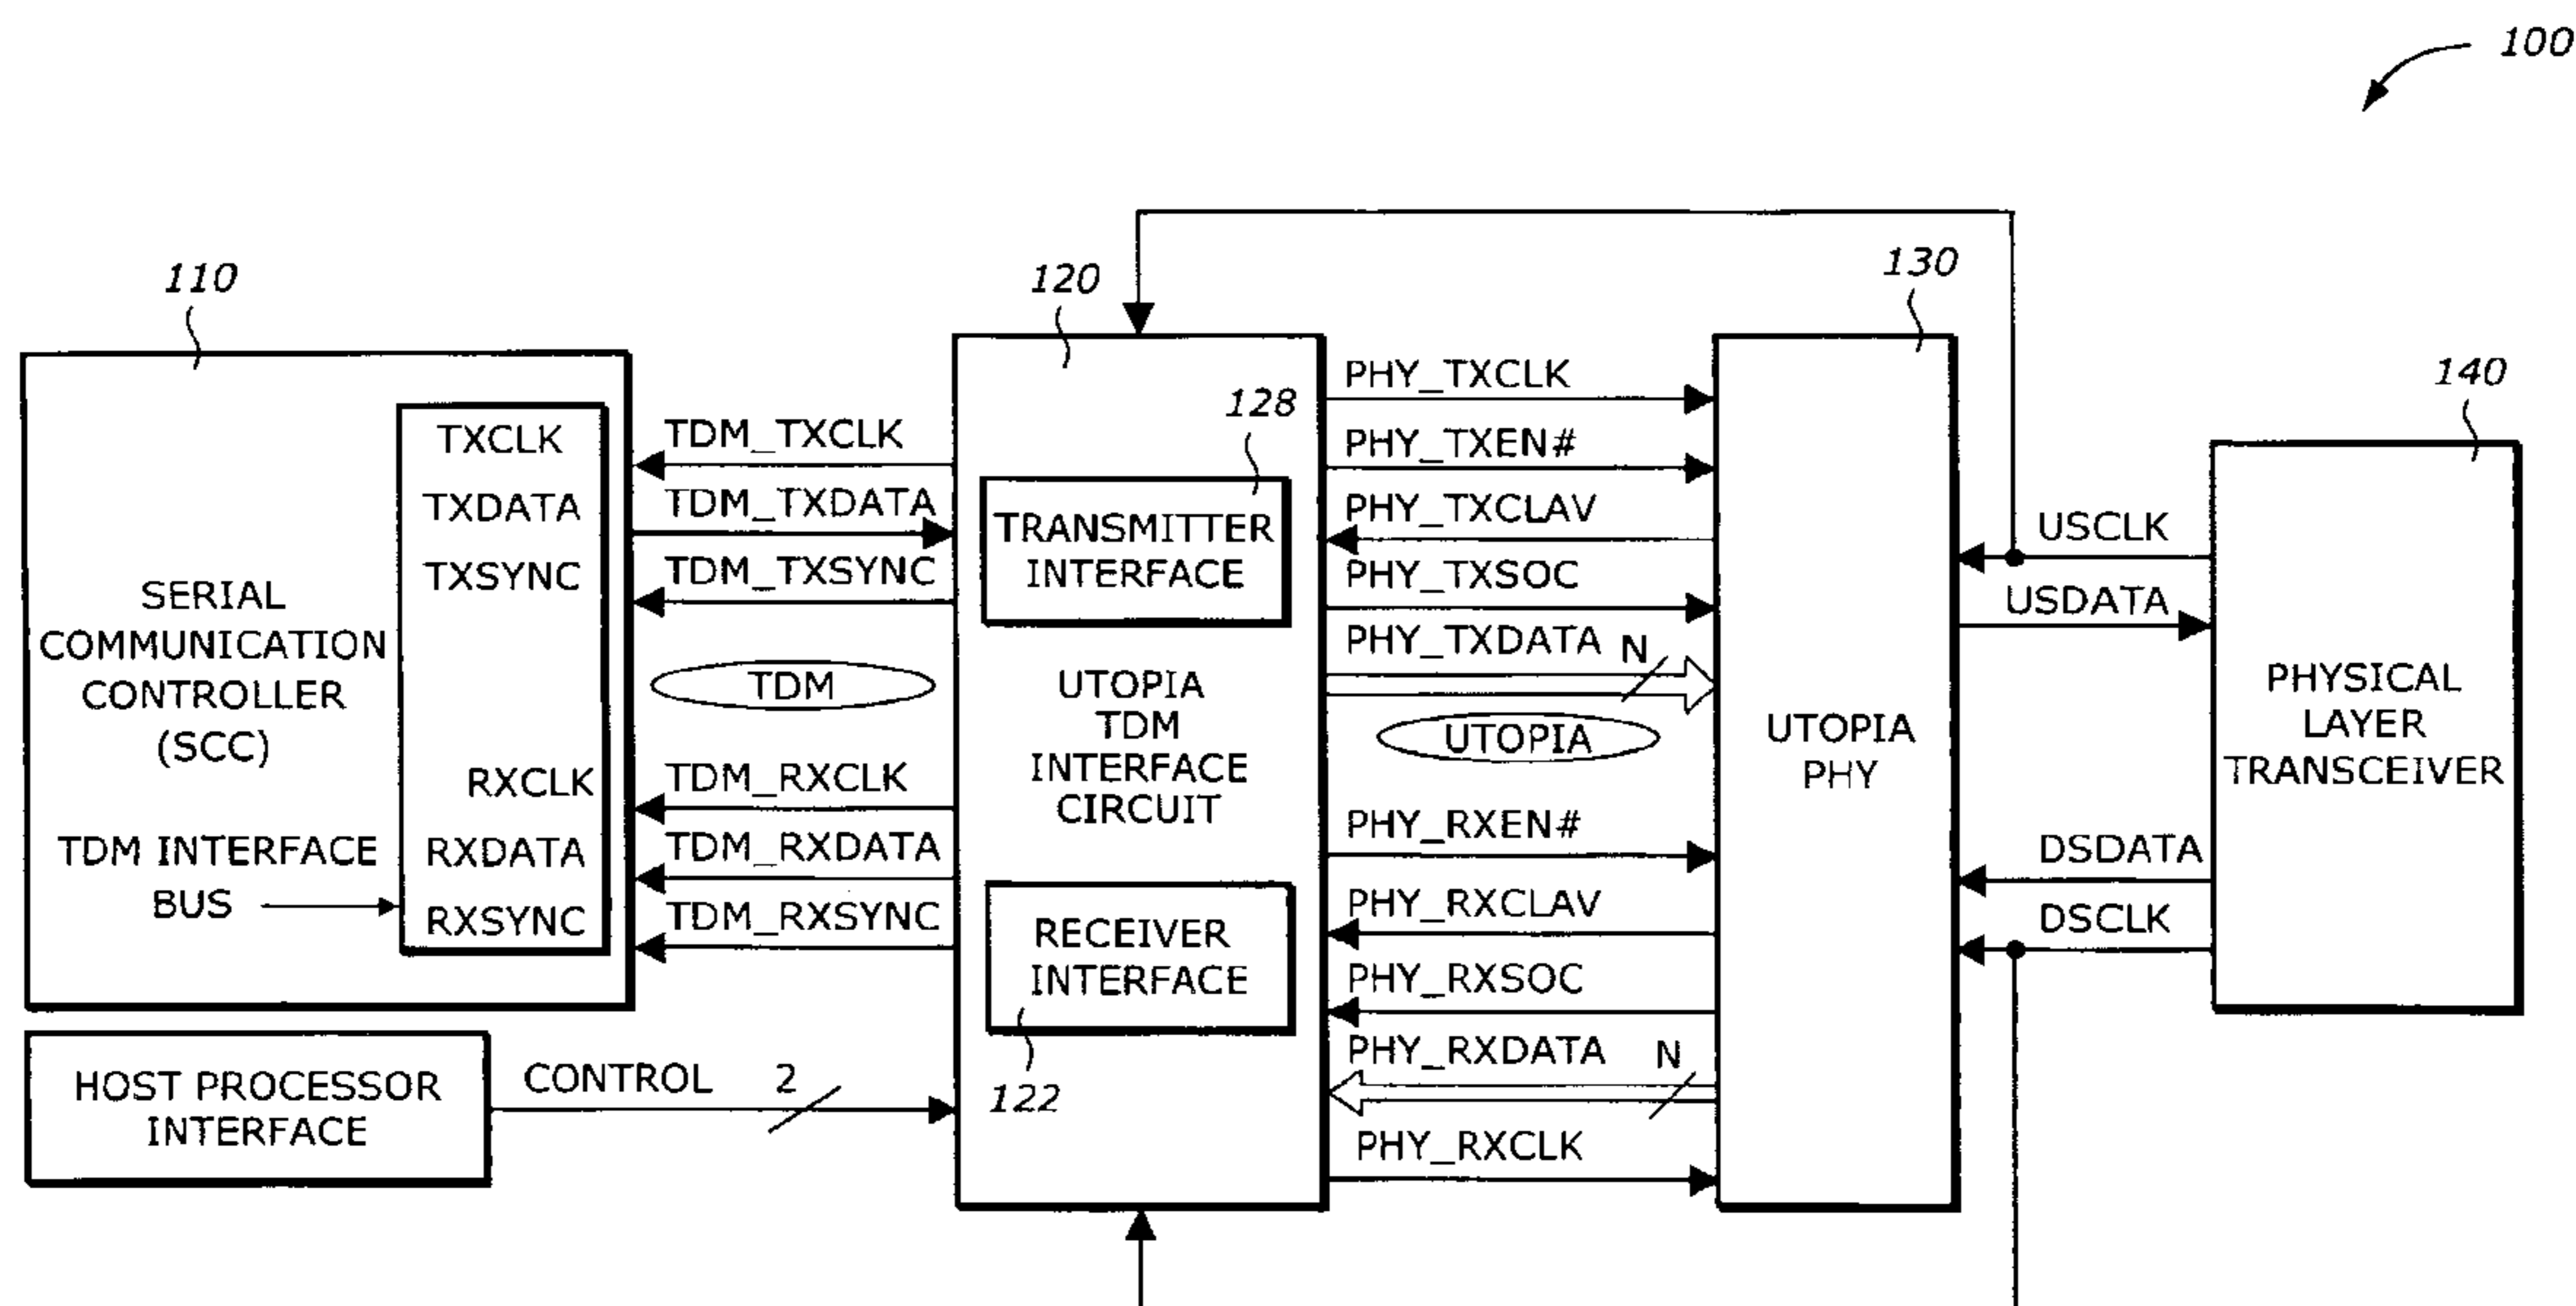 100
110
SERIAL
COMMUNICATION
CONTROLLER
(SCC)
TDM INTERFACE
BUS
TXCLK
TXDATA
TXSYNC
RXCLK
RXDATA
RXSYNC
HOST PROCESSOR
INTERFACE
CONTROL
2
TDM_TXCLK
TDM_TXDATA
TDM_TXSYNC
TDM
TDM_RXCLK
TDM_RXDATA
TDM_RXSYNC
120
128
TRANSMITTER
INTERFACE
UTOPIA
TDM
INTERFACE
CIRCUIT
RECEIVER
INTERFACE
122
PHY_TXCLK
PHY_TXEN#
PHY_TXCLAV
PHY_TXSOC
PHY_TXDATA
N
UTOPIA
PHY_RXEN#
PHY_RXCLAV
PHY_RXSOC
PHY_RXDATA
N
PHY_RXCLK
130
UTOPIA
PHY
USCLK
USDATA
DSDATA
DSCLK
140
PHYSICAL
LAYER
TRANSCEIVER